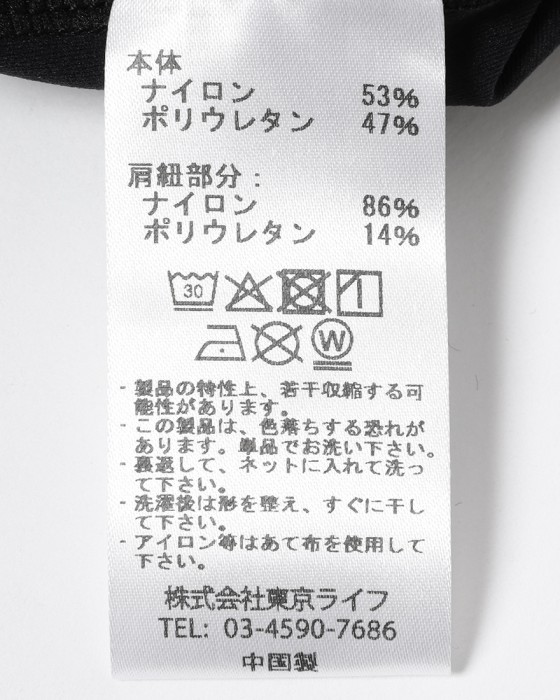 本体
ナイロン 53%
ポリウレタン 47%
肩紐部分:
ナイロン 86%
ポリウレタン 14%
30
W
- 製品の特性上、若干収縮する可
能性があります。
- この製品は、色落ちする恐れが
あります。単品でお洗い下さい。
- 裏返して、ネットに入れて洗っ
て下さい。
- 洗濯後は形を整え、すぐに干し
て下さい。
- アイロン等はあて布を使用して
下さい。
株式会社東京ライフ
TEL: 03-4590-7686
中国製